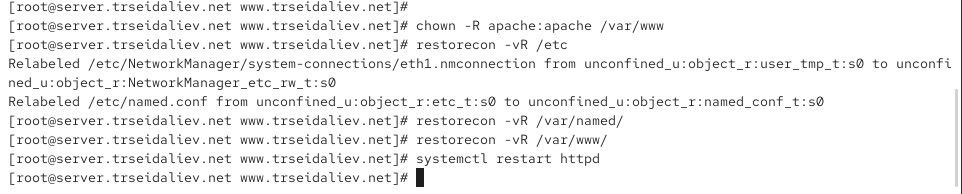 [root@server.trseidaliev.net www.trseidaliev.net]#
[root@server.trseidaliev.net www.trseidaliev.net]# chown -R apache:apache /var/www
[root@server.trseidaliev.net www.trseidaliev.net]# restorecon -vR /etc
Relabeled /etc/NetworkManager/system-connections/eth1.nmconnection from unconfined_u:object_r:user_tmp_t:s0 to unconfi
ned_u:object_r:NetworkManager_etc_rw_t:s0
Relabeled /etc/named.conf from unconfined_u:object_r:etc_t:s0 to unconfined_u:object_r:named_conf_t:s0
[root@server.trseidaliev.net www.trseidaliev.net]# restorecon -vR /var/named/
[root@server.trseidaliev.net www.trseidaliev.net]# restorecon -vR /var/www/
[root@server.trseidaliev.net www.trseidaliev.net]# systemctl restart httpd
[root@server.trseidaliev.net www.trseidaliev.net]#